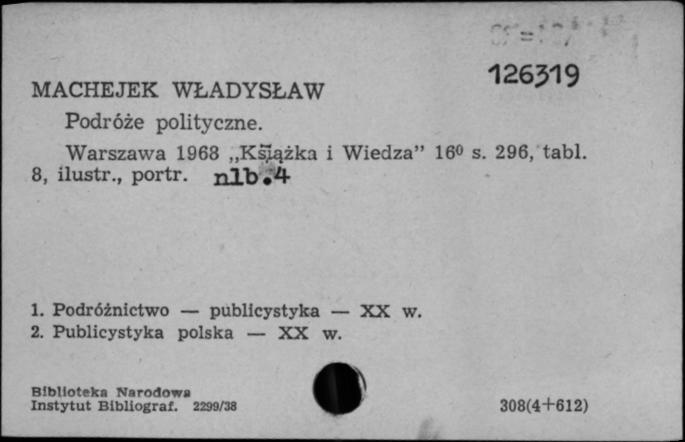 126319
MACHEJEK WŁADYSŁAW
Podróże polityczne.
Warszawa 1968 „Książka i Wiedza” 16⁰ s. 296, tabl.
8, ilustr., portr. nlb.4
1. Podróżnictwo — publicystyka — XX w.
2. Publicystyka polska — XX w.
Biblioteka Narodowa
Instytut Bibliograf. 2299/38
308(4+612)